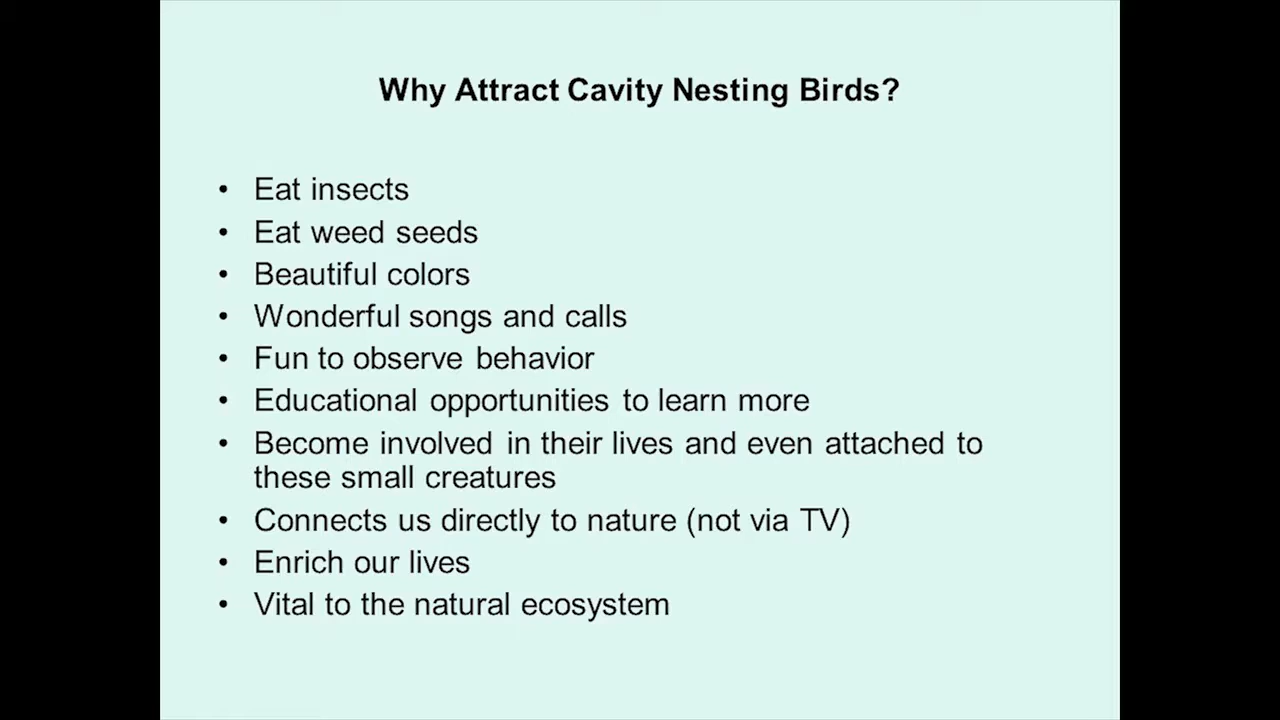 Why Attract Cavity Nesting Birds?
• Eat insects
• Eat weed seeds
• Beautiful colors
• Wonderful songs and calls
• Fun to observe behavior
• Educational opportunities to learn more
• Become involved in their lives and even attached to
these small creatures
• Connects us directly to nature (not via TV)
• Enrich our lives
• Vital to the natural ecosystem